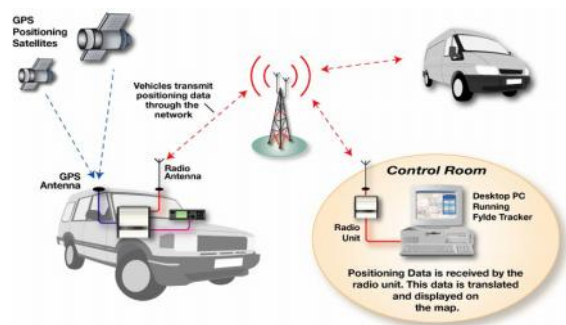 GPS
Positioning
Satellites
Vehicles transmit
positioning data
through the
network
GPS
Antenna
Radio
Antenna
Control Room
Desktop PC
Running
Fylde Tracker
Radio
Unit
Positioning Data is received by the
radio unit. This data is translated
and displayed on
the map.